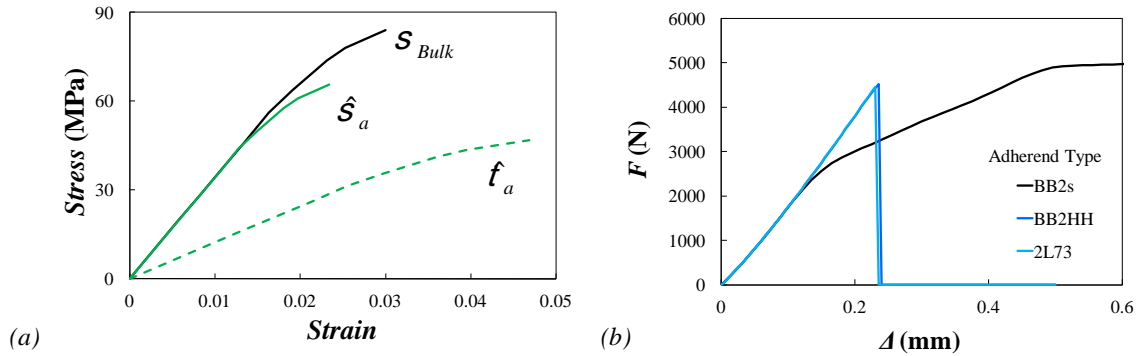 90
60
30
0
Stress (MPa)
s Bulk
ŝ a
t̂ a
0 0.01 0.02 0.03 0.04 0.05
Strain
(a)
6000
5000
4000
3000
2000
1000
0
F (N)
Adherend Type
BB2s
BB2HH
2L73
0 0.2 0.4 0.6
Δ (mm)
(b)